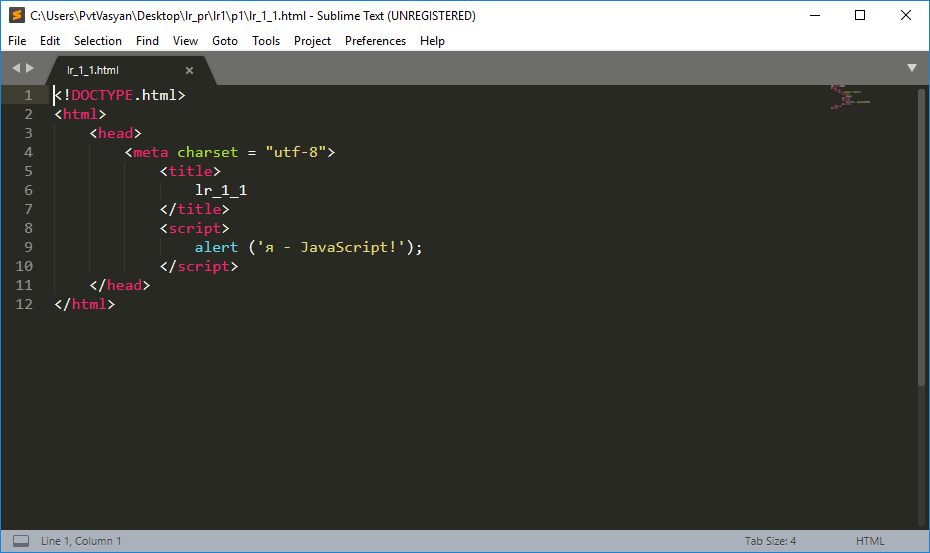 C:\Users\PvtVasyan\Desktop\lr_pr\lr1\p1\lr_1_1.html - Sublime Text (UNREGISTERED)
File Edit Selection Find View Goto Tools Project Preferences Help
lr_1_1.html
1 <!DOCTYPE.html>
2 <html>
3 <head>
4 <meta charset = "utf-8">
5 <title>
6 lr_1_1
7 </title>
8 <script>
9 alert ('я - JavaScript!');
10 </script>
11 </head>
12 </html>
Line 1, Column 1 Tab Size: 4 HTML